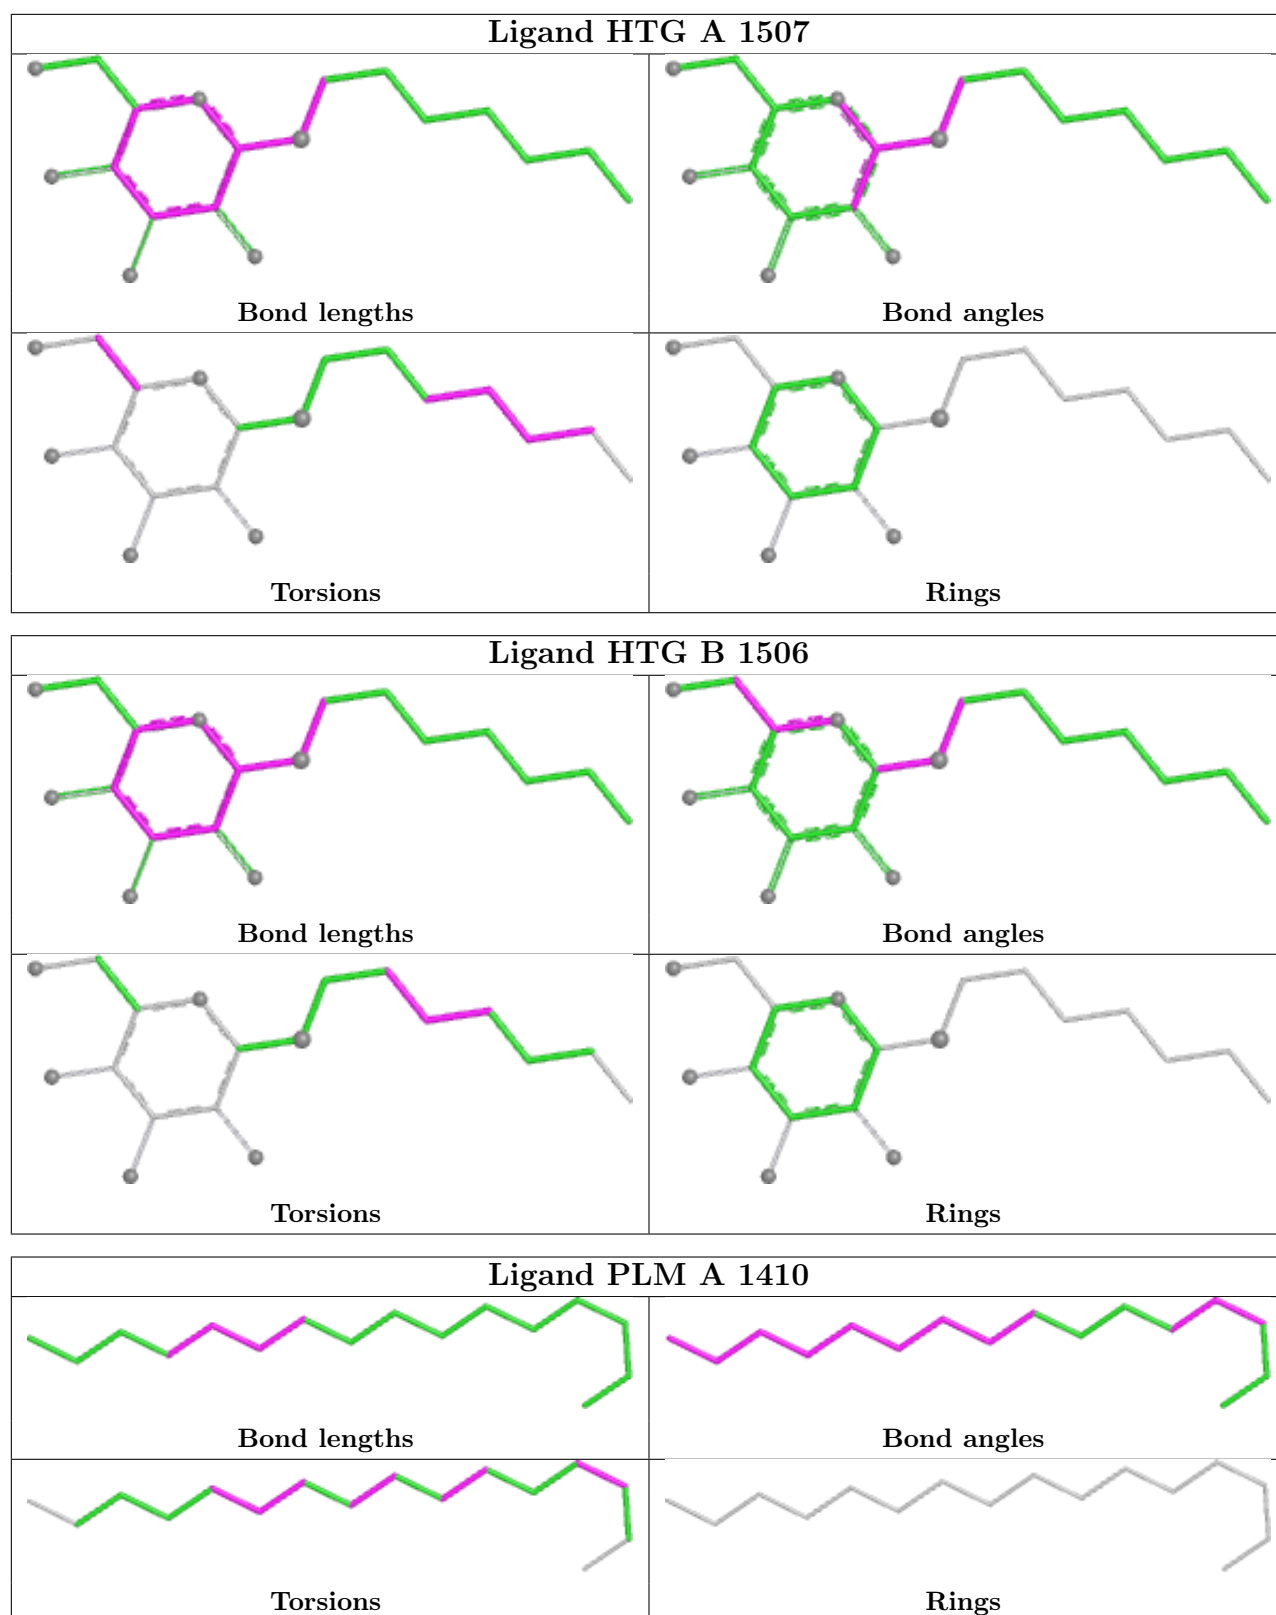 Ligand HTG A 1507
Bond lengths
Bond angles
Torsions
Rings
Ligand HTG B 1506
Bond lengths
Bond angles
Torsions
Rings
Ligand PLM A 1410
Bond lengths
Bond angles
Torsions
Rings